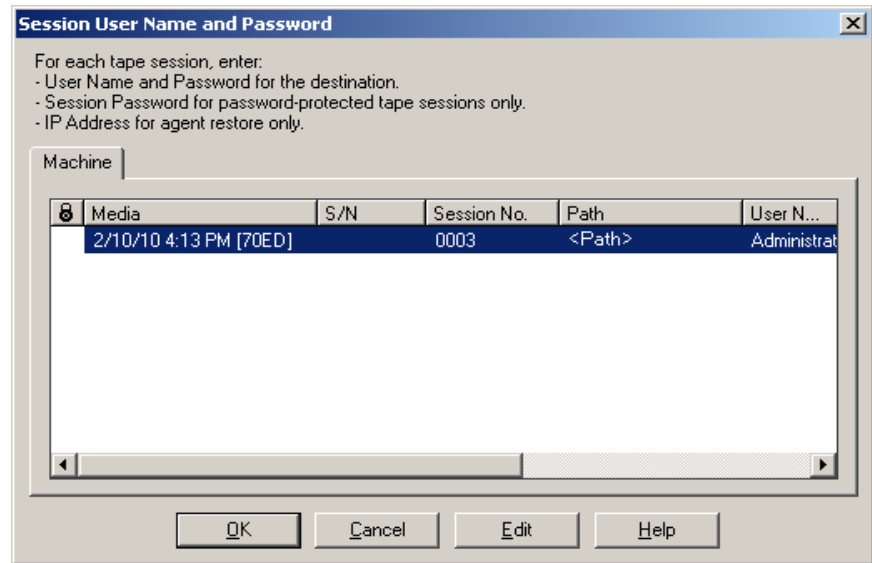 Session User Name and Password
For each tape session, enter:
- User Name and Password for the destination.
- Session Password for password-protected tape sessions only.
- IP Address for agent restore only.
Machine
Media S/N Session No. Path User N...
2/10/10 4:13 PM [70ED] 0003 <Path> Administrat
OK Cancel Edit Help